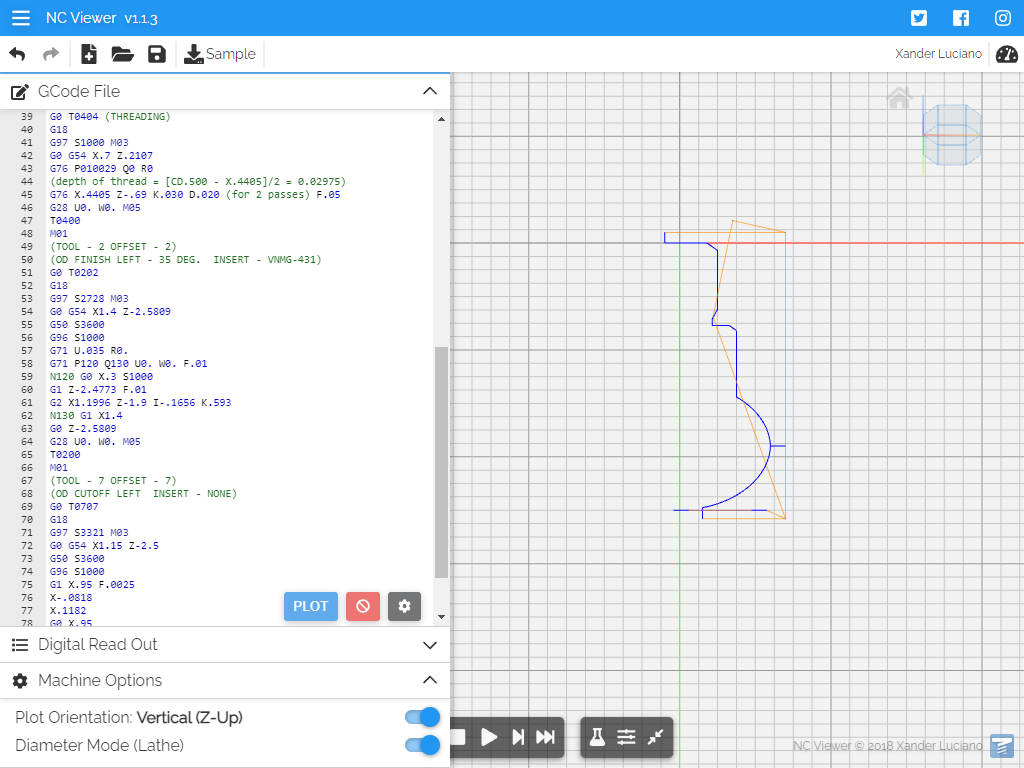 NC Viewer v1.1.3
Sample
Xander Luciano
GCode File
39 G0 T0404 (THREADING)
40 G18
41 G97 S1000 M03
42 G0 G54 X.7 Z.2107
43 G76 P010029 Q0 R0
44 (depth of thread = [CD.500 - X.4405]/2 = 0.02975)
45 G76 X.4405 Z-.69 K.030 D.020 (for 2 passes) F.05
46 G28 U0. W0. M05
47 T0400
48 M01
49 (TOOL - 2 OFFSET - 2)
50 (OD FINISH LEFT - 35 DEG. INSERT - VNMG-431)
51 G0 T0202
52 G18
53 G97 S2728 M03
54 G0 G54 X1.4 Z-2.5809
55 G50 S3600
56 G96 S1000
57 G71 U.035 R0.
58 G71 P120 Q130 U0. W0. F.01
59 N120 G0 X.3 S1000
60 G1 Z-2.4773 F.01
61 G2 X1.1996 Z-1.9 I-.1656 K.593
62 N130 G1 X1.4
63 G0 Z-2.5809
64 G28 U0. W0. M05
65 T0200
66 M01
67 (TOOL - 7 OFFSET - 7)
68 (OD CUTOFF LEFT INSERT - NONE)
69 G0 T0707
70 G18
71 G97 S3321 M03
72 G0 G54 X1.15 Z-2.5
73 G50 S3600
74 G96 S1000
75 G1 X.95 F.0025
76 X-.0818
77 X.1182
78 G0 X.95
PLOT
Digital Read Out
Machine Options
Plot Orientation: Vertical (Z-Up)
Diameter Mode (Lathe)
NC Viewer © 2018 Xander Luciano